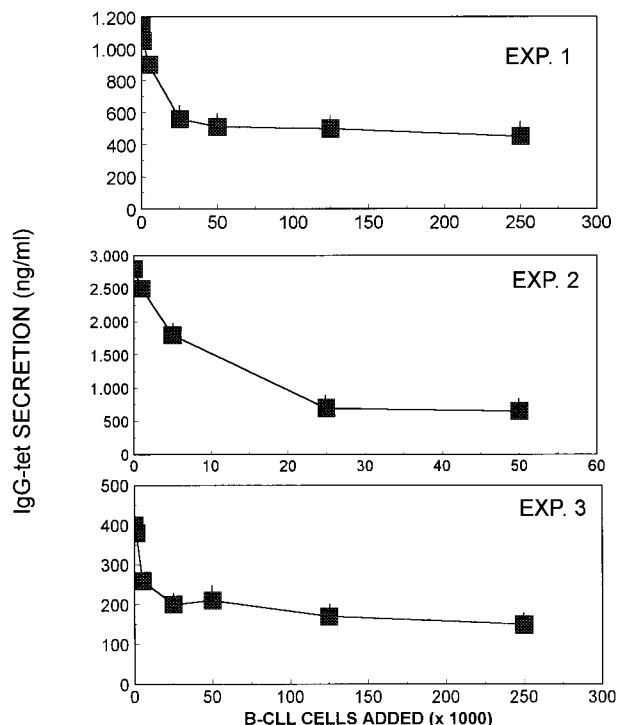 IgG-tet SECRETION (ng/ml)
EXP. 1
1.200
1.000
800
600
400
200
0
0 50 100 150 200 250 300
EXP. 2
3.000
2.500
2.000
1.500
1.000
500
0
0 10 20 30 40 50 60
EXP. 3
500
400
300
200
100
0
0 50 100 150 200 250 300
B-CLL CELLS ADDED (x 1000)